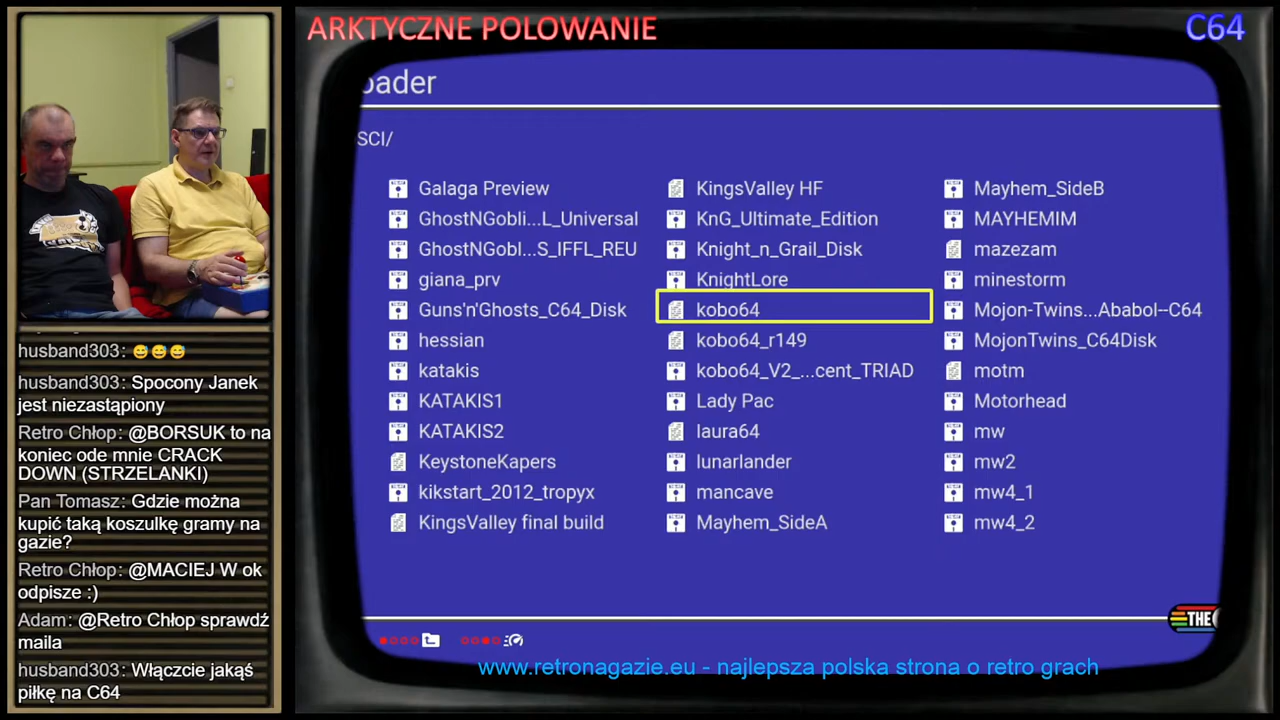 ARKTYCZNE POLOWANIE
C64
oader
SCI/
Galaga Preview
GhostNGobli...L_Universal
GhostNGobl...S_IFFL_REU
giana_prv
Guns'n'Ghosts_C64_Disk
hessian
katakis
KATAKIS1
KATAKIS2
KeystoneKapers
kikstart_2012_tropyx
KingsValley final build
KingsValley HF
KnG_Ultimate_Edition
Knight_n_Grail_Disk
KnightLore
kobo64
kobo64_r149
kobo64_V2_...cent_TRIAD
Lady Pac
laura64
lunarlander
mancave
Mayhem_SideA
Mayhem_SideB
MAYHEMIM
mazezam
minestorm
Mojon-Twins...Ababol--C64
MojonTwins_C64Disk
motm
Motorhead
mw
mw2
mw4_1
mw4_2
THE
www.retronagazie.eu - najlepsza polska strona o retro grach
husband303: 😅😅😅
husband303: Spocony Janek
jest niezastąpiony
Retro Chłop: @BORSUK to na
koniec ode mnie CRACK
DOWN (STRZELANKI)
Pan Tomasz: Gdzie można
kupić taką koszulkę gramy na
gazie?
Retro Chłop: @MACIEJ W ok
odpisze :)
Adam: @Retro Chłop sprawdź
maila
husband303: Włączcie jakąś
piłkę na C64